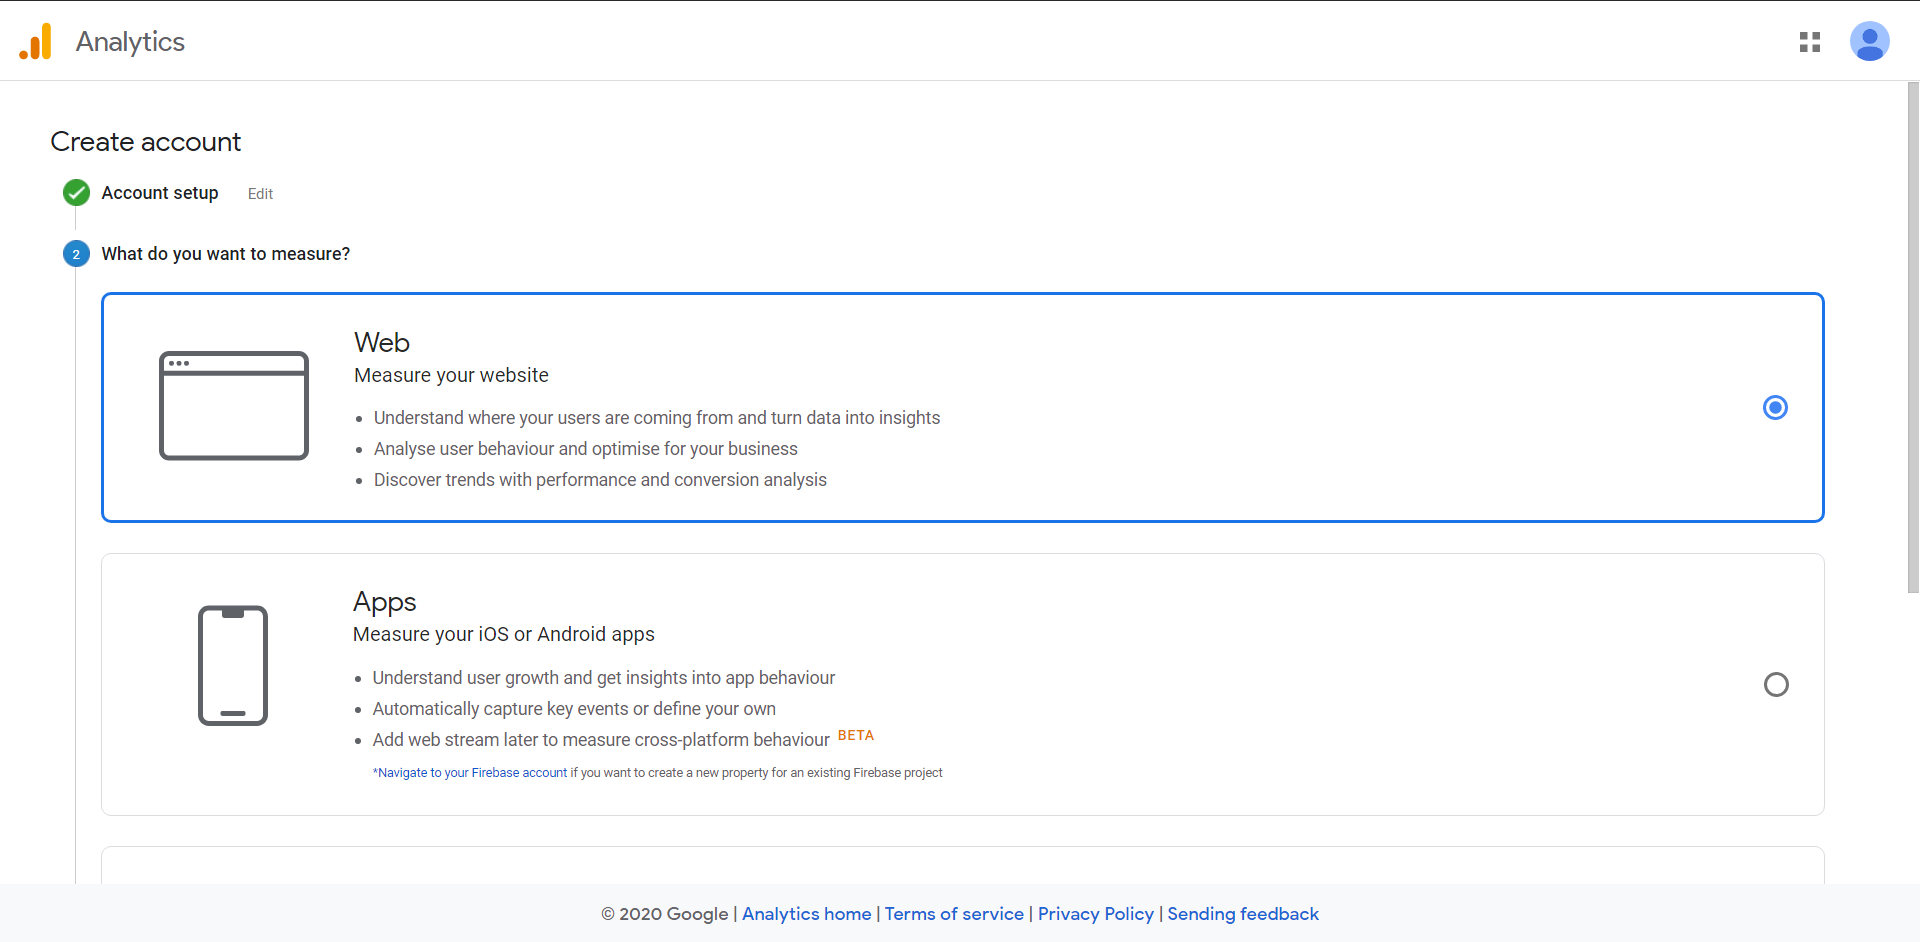 Analytics
Create account
Account setup Edit
2 What do you want to measure?
Web
Measure your website
Understand where your users are coming from and turn data into insights
Analyse user behaviour and optimise for your business
Discover trends with performance and conversion analysis
Apps
Measure your iOS or Android apps
Understand user growth and get insights into app behaviour
Automatically capture key events or define your own
Add web stream later to measure cross-platform behaviour BETA
*Navigate to your Firebase account if you want to create a new property for an existing Firebase project
© 2020 Google | Analytics home | Terms of service | Privacy Policy | Sending feedback